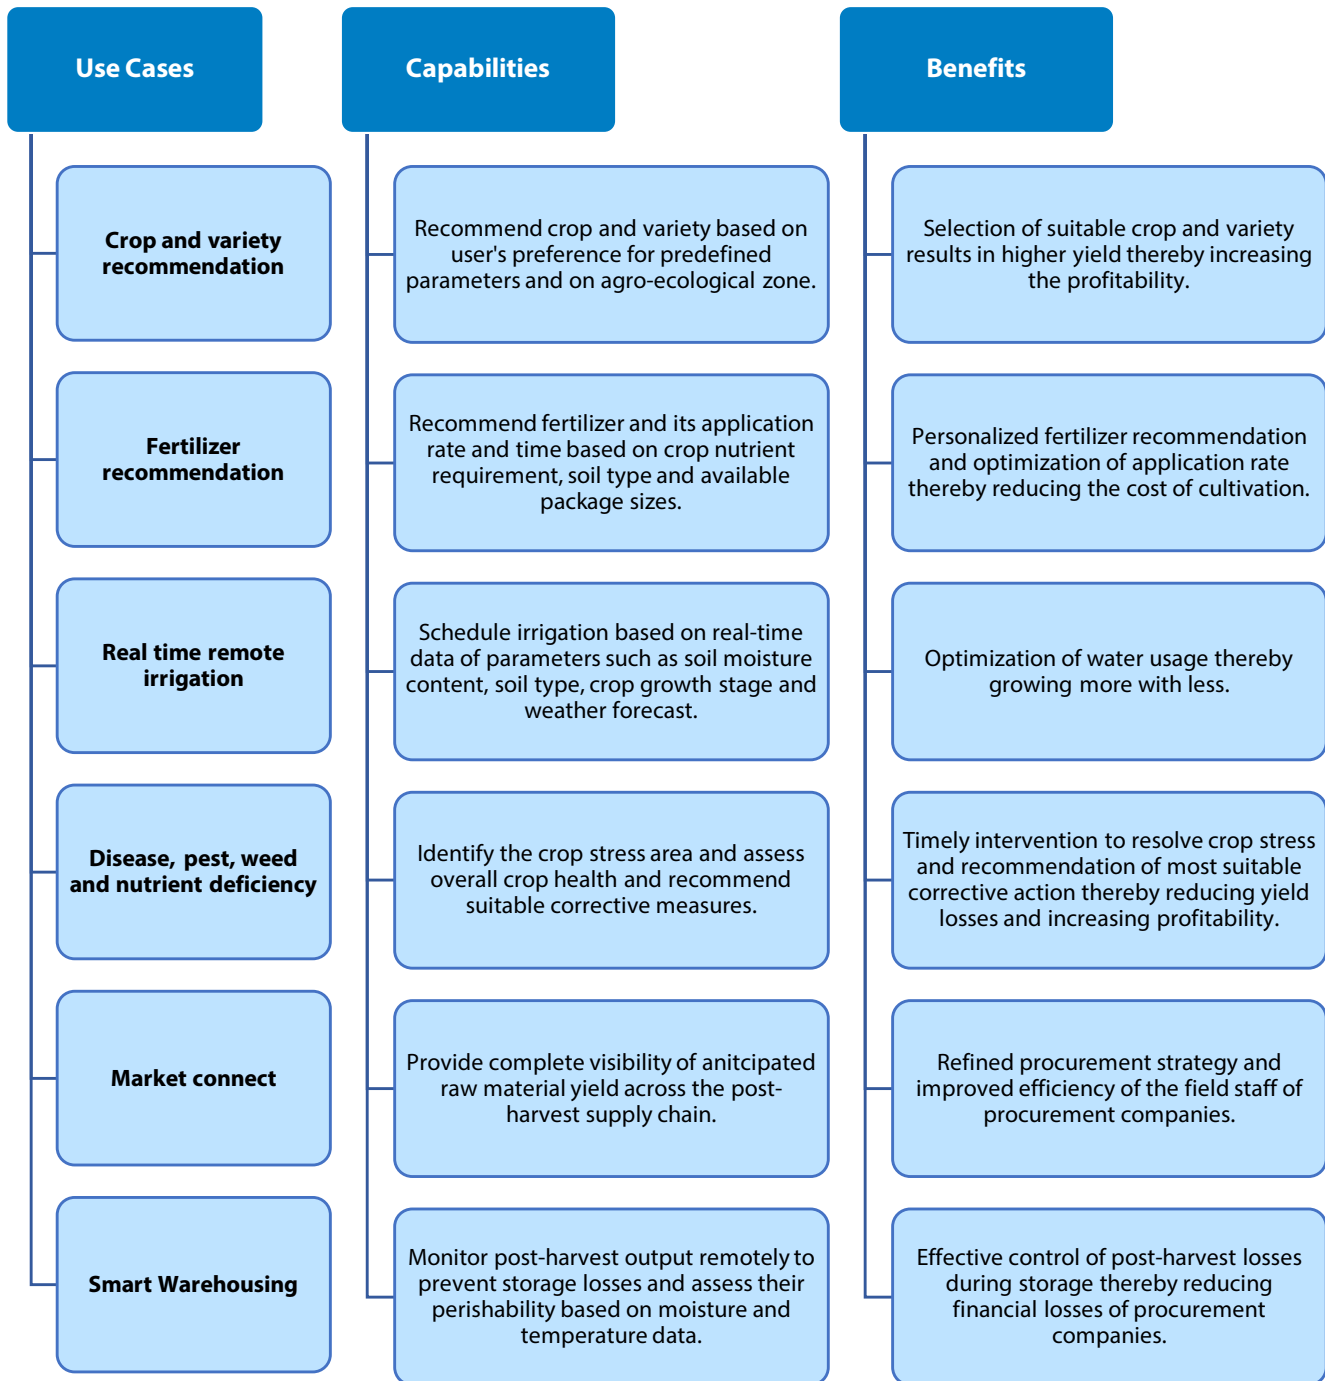 Use Cases
Capabilities
Benefits
Crop and variety
recommendation
Recommend crop and variety based on
user's preference for predefined
parameters and on agro-ecological zone.
Selection of suitable crop and variety
results in higher yield thereby increasing
the profitability.
Fertilizer
recommendation
Recommend fertilizer and its application
rate and time based on crop nutrient
requirement, soil type and available
package sizes.
Personalized fertilizer recommendation
and optimization of application rate
thereby reducing the cost of cultivation.
Real time remote
irrigation
Schedule irrigation based on real-time
data of parameters such as soil moisture
content, soil type, crop growth stage and
weather forecast.
Optimization of water usage thereby
growing more with less.
Disease, pest, weed
and nutrient deficiency
Identify the crop stress area and assess
overall crop health and recommend
suitable corrective measures.
Timely intervention to resolve crop stress
and recommendation of most suitable
corrective action thereby reducing yield
losses and increasing profitability.
Market connect
Provide complete visibility of anitcipated
raw material yield across the post-
harvest supply chain.
Refined procurement strategy and
improved efficiency of the field staff of
procurement companies.
Smart Warehousing
Monitor post-harvest output remotely to
prevent storage losses and assess their
perishability based on moisture and
temperature data.
Effective control of post-harvest losses
during storage thereby reducing
financial losses of procurement
companies.